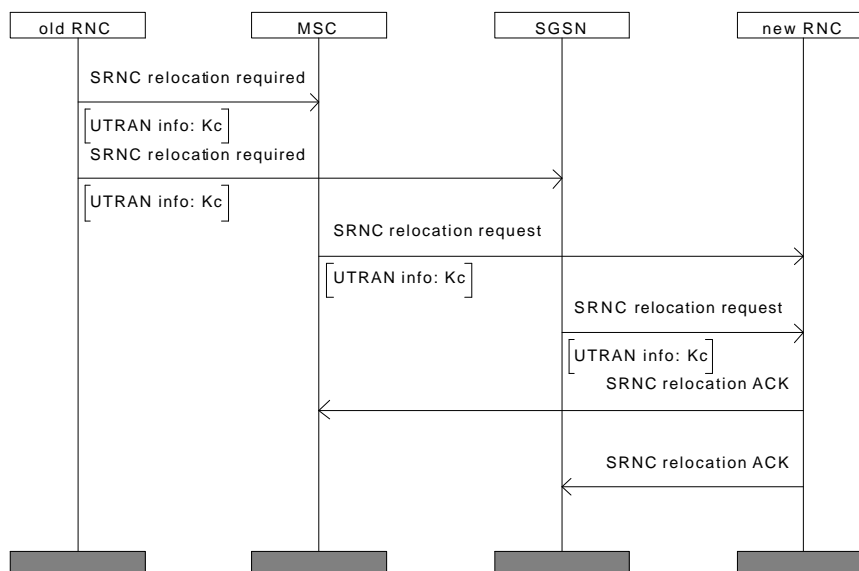 old RNC
MSC
SGSN
new RNC
SRNC relocation required
UTRAN info: Kc
SRNC relocation required
UTRAN info: Kc
SRNC relocation request
UTRAN info: Kc
SRNC relocation request
UTRAN info: Kc
SRNC relocation ACK
SRNC relocation ACK